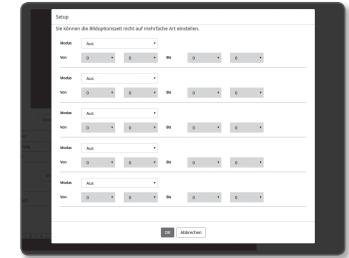 Setup
Sie können die Bildoptionszeit nicht auf mehrfache Art einstellen.
Modus Aus
Von 0 0 Bis 0 0
Modus Aus
Von 0 0 Bis 0 0
Modus Aus
Von 0 0 Bis 0 0
Modus Aus
Von 0 0 Bis 0 0
Modus Aus
Von 0 0 Bis 0 0
OK Abbrechen